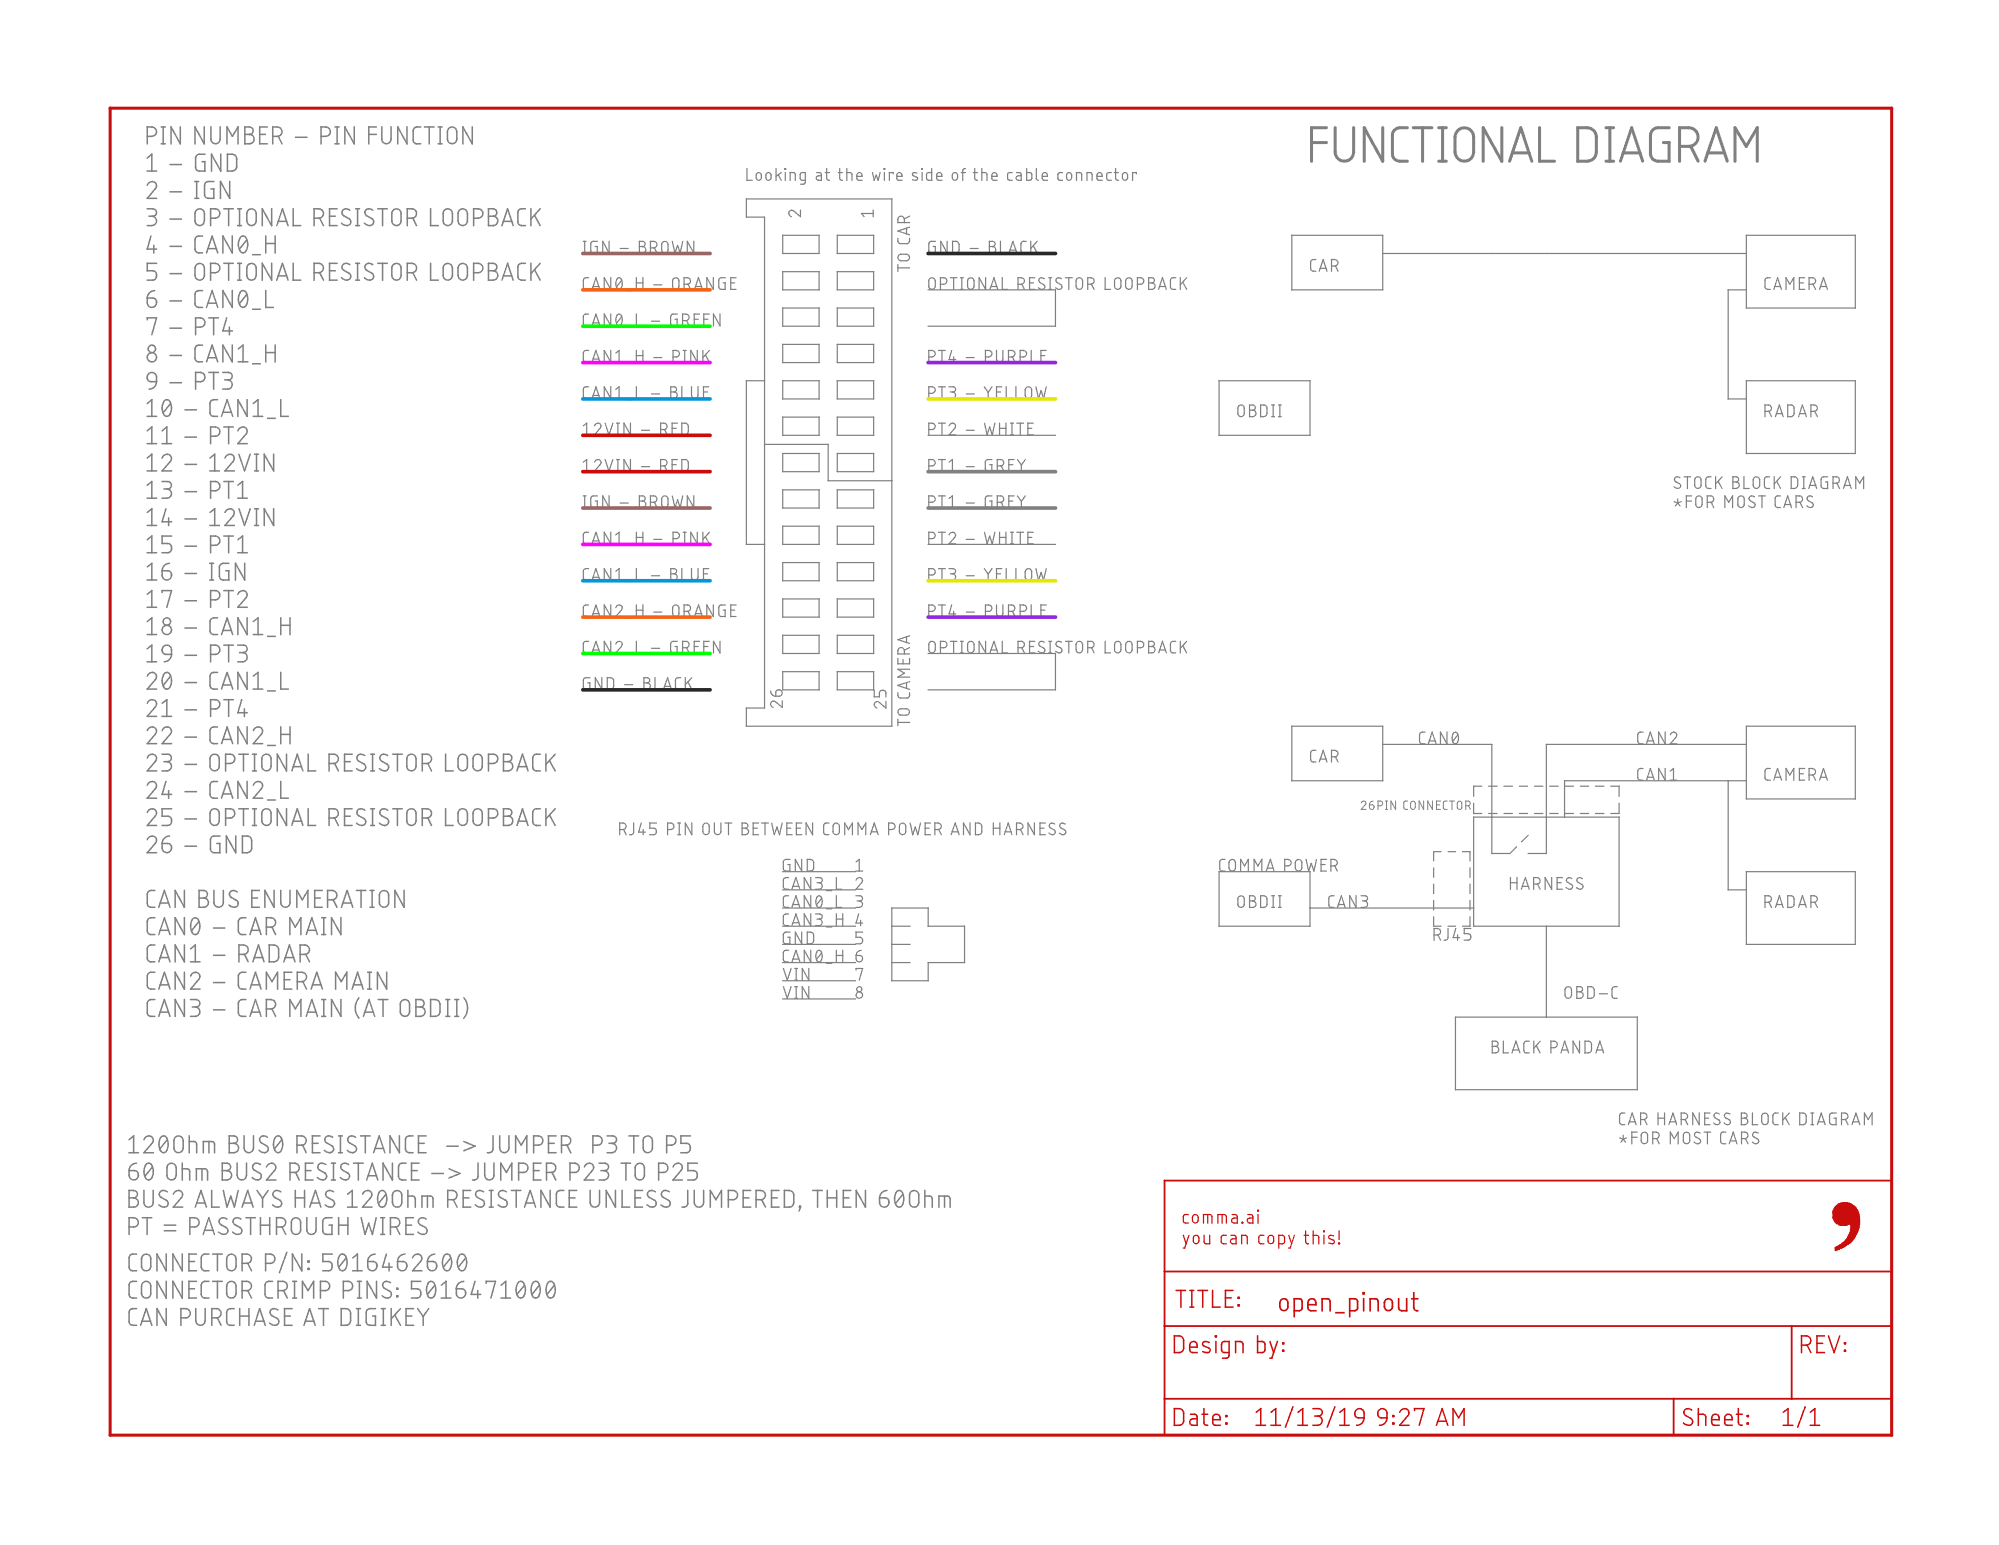 PIN NUMBER - PIN FUNCTION
1 - GND
2 - IGN
3 - OPTIONAL RESISTOR LOOPBACK
4 - CAN0_H
5 - OPTIONAL RESISTOR LOOPBACK
6 - CAN0_L
7 - PT4
8 - CAN1_H
9 - PT3
10 - CAN1_L
11 - PT2
12 - 12VIN
13 - PT1
14 - 12VIN
15 - PT1
16 - IGN
17 - PT2
18 - CAN1_H
19 - PT3
20 - CAN1_L
21 - PT4
22 - CAN2_H
23 - OPTIONAL RESISTOR LOOPBACK
24 - CAN2_L
25 - OPTIONAL RESISTOR LOOPBACK
26 - GND
CAN BUS ENUMERATION
CAN0 - CAR MAIN
CAN1 - RADAR
CAN2 - CAMERA MAIN
CAN3 - CAR MAIN (AT OBDII)
120Ohm BUS0 RESISTANCE -> JUMPER P3 TO P5
60 Ohm BUS2 RESISTANCE -> JUMPER P23 TO P25
BUS2 ALWAYS HAS 120Ohm RESISTANCE UNLESS JUMPERED, THEN 60Ohm
PT = PASSTHROUGH WIRES
CONNECTOR P/N: 5016462600
CONNECTOR CRIMP PINS: 5016471000
CAN PURCHASE AT DIGIKEY
Looking at the wire side of the cable connector
2
1
TO CAR
IGN - BROWN
CAN0_H - ORANGE
CAN0_L - GREEN
CAN1_H - PINK
CAN1_L - BLUE
12VIN - RED
12VIN - RED
IGN - BROWN
CAN1_H - PINK
CAN1_L - BLUE
CAN2_H - ORANGE
CAN2_L - GREEN
GND - BLACK
GND - BLACK
OPTIONAL RESISTOR LOOPBACK
PT4 - PURPLE
PT3 - YELLOW
PT2 - WHITE
PT1 - GREY
PT1 - GREY
PT2 - WHITE
PT3 - YELLOW
PT4 - PURPLE
OPTIONAL RESISTOR LOOPBACK
26
25
TO CAMERA
RJ45 PIN OUT BETWEEN COMMA POWER AND HARNESS
GND 1
CAN3_L 2
CAN0_L 3
CAN3_H 4
GND 5
CAN0_H 6
VIN 7
VIN 8
FUNCTIONAL DIAGRAM
CAR
CAMERA
OBDII
RADAR
STOCK BLOCK DIAGRAM
*FOR MOST CARS
CAR
CAN0
CAN2
CAN1
CAMERA
26PIN CONNECTOR
COMMA POWER
OBDII
CAN3
RJ45
HARNESS
RADAR
OBD-C
BLACK PANDA
CAR HARNESS BLOCK DIAGRAM
*FOR MOST CARS
comma.ai
you can copy this!
TITLE: open_pinout
Design by:
REV:
Date: 11/13/19 9:27 AM
Sheet: 1/1